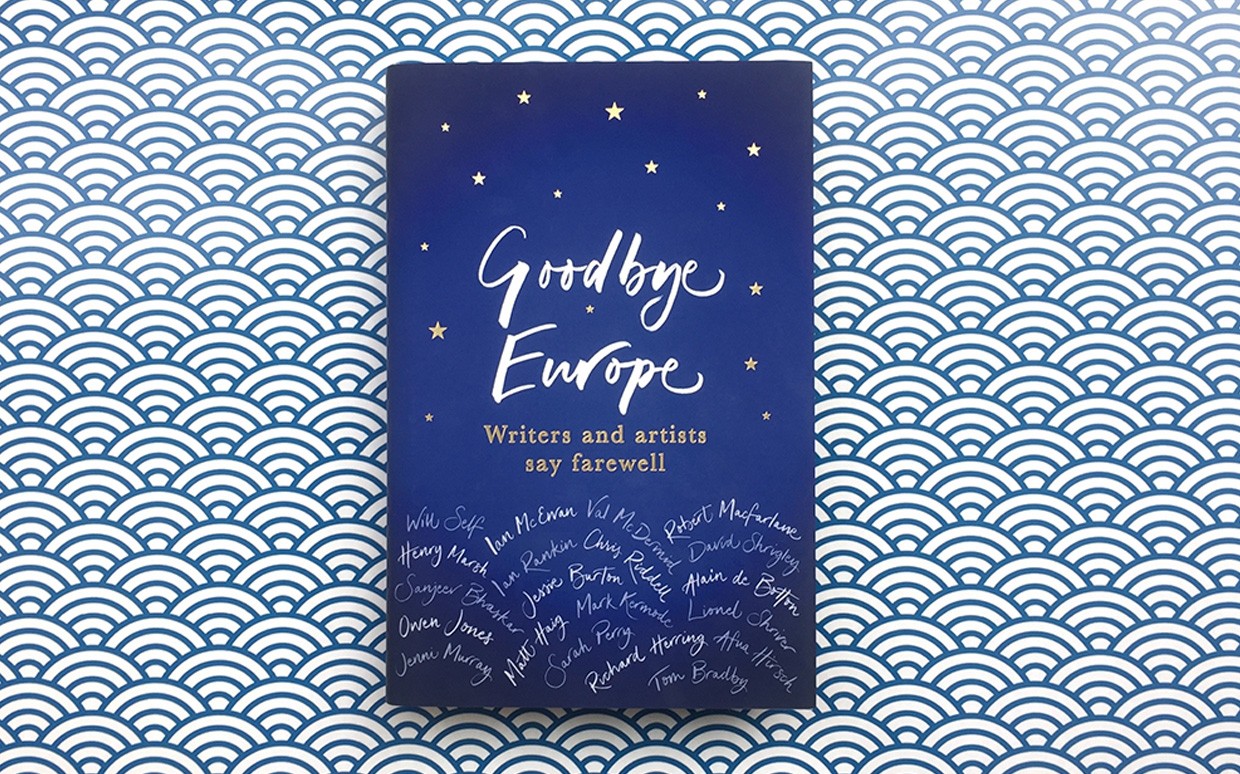 Goodbye
Europe
Writers and artists
say farewell
Will Self
Ian McEwan
Val McDermid
Robert Macfarlane
Henry Marsh
Ian Rankin
Chris Riddell
David Shrigley
Sanjeev Bhaskar
Jessie Burton
Alain de Botton
Owen Jones
Matt Haig
Mark Kermode
Lionel Shriver
Jenni Murray
Sarah Perry
Richard Herring
Afua Hirsch
Tom Bradby